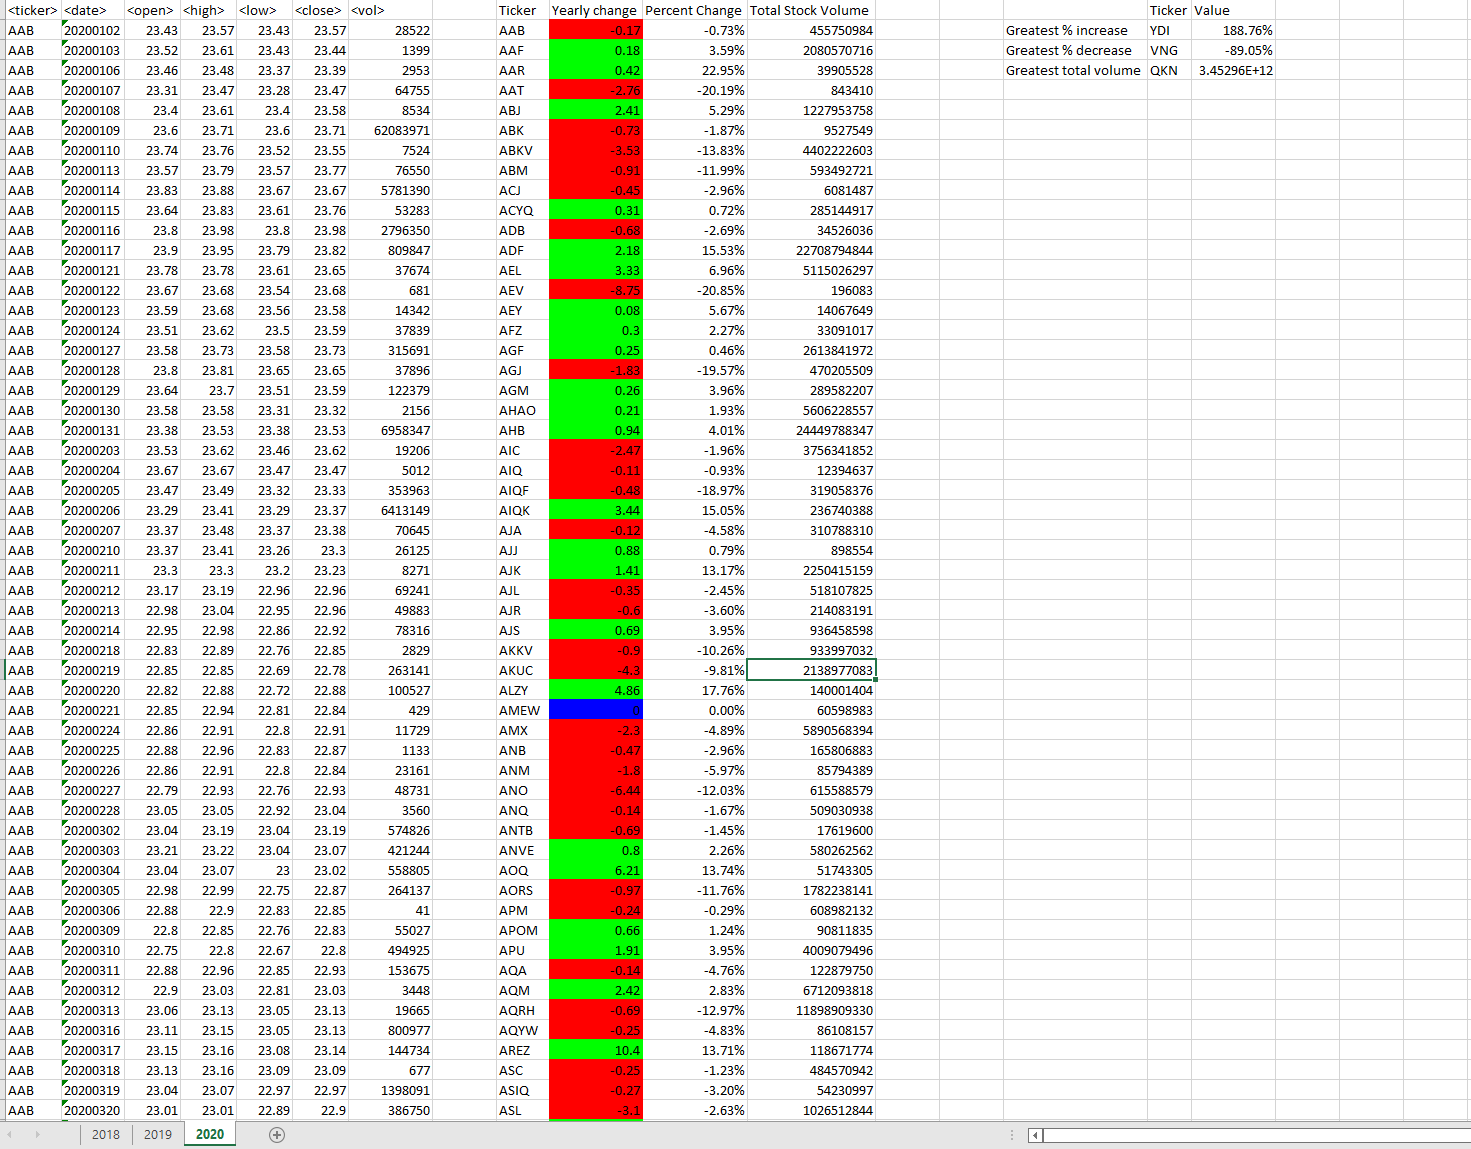 <ticker> <date> <open> <high> <low> <close> <vol> Ticker Yearly change Percent Change Total Stock Volume Ticker Value
AAB 20200102 23.43 23.57 23.43 23.57 28522 AAB -0.17 -0.73% 455750984 Greatest % increase YDI 188.76%
AAB 20200103 23.52 23.61 23.43 23.44 1399 AAF 0.18 3.59% 2080570716 Greatest % decrease VNG -89.05%
AAB 20200106 23.46 23.48 23.37 23.39 2953 AAR 0.42 22.95% 39905528 Greatest total volume QKN 3.45296E+12
AAB 20200107 23.31 23.47 23.28 23.47 64755 AAT -2.76 -20.19% 843410
AAB 20200108 23.4 23.61 23.4 23.58 8534 ABJ 2.41 5.29% 1227953758
AAB 20200109 23.6 23.71 23.6 23.71 62083971 ABK -0.73 -1.87% 9527549
AAB 20200110 23.74 23.76 23.52 23.55 7524 ABKV -3.53 -13.83% 4402222603
AAB 20200113 23.57 23.79 23.57 23.77 76550 ABM -0.91 -11.99% 593492721
AAB 20200114 23.83 23.88 23.67 23.67 5781390 ACJ -0.45 -2.96% 6081487
AAB 20200115 23.64 23.83 23.61 23.76 53283 ACYQ 0.31 0.72% 285144917
AAB 20200116 23.8 23.98 23.8 23.98 2796350 ADB -0.68 -2.69% 34526036
AAB 20200117 23.9 23.95 23.79 23.82 809847 ADF 2.18 15.53% 22708794844
AAB 20200121 23.78 23.78 23.61 23.65 37674 AEL 3.33 6.96% 5115026297
AAB 20200122 23.67 23.68 23.54 23.68 681 AEV -8.75 -20.85% 196083
AAB 20200123 23.59 23.68 23.56 23.58 14342 AEY 0.08 5.67% 14067649
AAB 20200124 23.51 23.62 23.5 23.59 37839 AFZ 0.3 2.27% 33091017
AAB 20200127 23.58 23.73 23.58 23.73 315691 AGF 0.25 0.46% 2613841972
AAB 20200128 23.8 23.81 23.65 23.65 37896 AGJ -1.83 -19.57% 470205509
AAB 20200129 23.64 23.7 23.51 23.59 122379 AGM 0.26 3.96% 289582207
AAB 20200130 23.58 23.58 23.31 23.32 2156 AHAO 0.21 1.93% 5606228557
AAB 20200131 23.38 23.53 23.38 23.53 6958347 AHB 0.94 4.01% 24449788347
AAB 20200203 23.53 23.62 23.46 23.62 19206 AIC -2.47 -1.96% 3756341852
AAB 20200204 23.67 23.67 23.47 23.47 5012 AIQ -0.11 -0.93% 12394637
AAB 20200205 23.47 23.49 23.32 23.33 353963 AIQF -0.48 -18.97% 319058376
AAB 20200206 23.29 23.41 23.29 23.37 6413149 AIQK 3.44 15.05% 236740388
AAB 20200207 23.37 23.48 23.37 23.38 70645 AJA -0.12 -4.58% 310788310
AAB 20200210 23.37 23.41 23.26 23.3 26125 AJJ 0.88 0.79% 898554
AAB 20200211 23.3 23.3 23.2 23.23 8271 AJK 1.41 13.17% 2250415159
AAB 20200212 23.17 23.19 22.96 22.96 69241 AJL -0.35 -2.45% 518107825
AAB 20200213 22.98 23.04 22.95 22.96 49883 AJR -0.6 -3.60% 214083191
AAB 20200214 22.95 22.98 22.86 22.92 78316 AJS 0.69 3.95% 936458598
AAB 20200218 22.83 22.89 22.76 22.85 2829 AKKV -0.9 -10.26% 933997032
AAB 20200219 22.85 22.85 22.69 22.78 263141 AKUC -4.3 -9.81% 2138977083
AAB 20200220 22.82 22.88 22.72 22.88 100527 ALZY 4.86 17.76% 140001404
AAB 20200221 22.85 22.94 22.81 22.84 429 AMEW 0 0.00% 60598983
AAB 20200224 22.86 22.91 22.8 22.91 11729 AMX -2.3 -4.89% 5890568394
AAB 20200225 22.88 22.96 22.83 22.87 1133 ANB -0.47 -2.96% 165806883
AAB 20200226 22.86 22.91 22.8 22.84 23161 ANM -1.8 -5.97% 85794389
AAB 20200227 22.79 22.93 22.76 22.93 48731 ANO -6.44 -12.03% 615588579
AAB 20200228 23.05 23.05 22.92 23.04 3560 ANQ -0.14 -1.67% 509030938
AAB 20200302 23.04 23.19 23.04 23.19 574826 ANTB -0.69 -1.45% 17619600
AAB 20200303 23.21 23.22 23.04 23.07 421244 ANVE 0.8 2.26% 580262562
AAB 20200304 23.04 23.07 23 23.02 558805 AOQ 6.21 13.74% 51743305
AAB 20200305 22.98 22.99 22.75 22.87 264137 AORS -0.97 -11.76% 1782238141
AAB 20200306 22.88 22.9 22.83 22.85 41 APM -0.24 -0.29% 608982132
AAB 20200309 22.8 22.85 22.76 22.83 55027 APOM 0.66 1.24% 90811835
AAB 20200310 22.75 22.8 22.67 22.8 494925 APU 1.91 3.95% 4009079496
AAB 20200311 22.88 22.96 22.85 22.93 153675 AQA -0.14 -4.76% 122879750
AAB 20200312 22.9 23.03 22.81 23.03 3448 AQM 2.42 2.83% 6712093818
AAB 20200313 23.06 23.13 23.05 23.13 19665 AQRH -0.69 -12.97% 11898909330
AAB 20200316 23.11 23.15 23.05 23.13 800977 AQYW -0.25 -4.83% 86108157
AAB 20200317 23.15 23.16 23.08 23.14 144734 AREZ 10.4 13.71% 118671774
AAB 20200318 23.13 23.16 23.09 23.09 677 ASC -0.25 -1.23% 484570942
AAB 20200319 23.04 23.07 22.97 22.97 1398091 ASIQ -0.27 -3.20% 54230997
AAB 20200320 23.01 23.01 22.89 22.9 386750 ASL -3.1 -2.63% 1026512844
2018 2019 2020